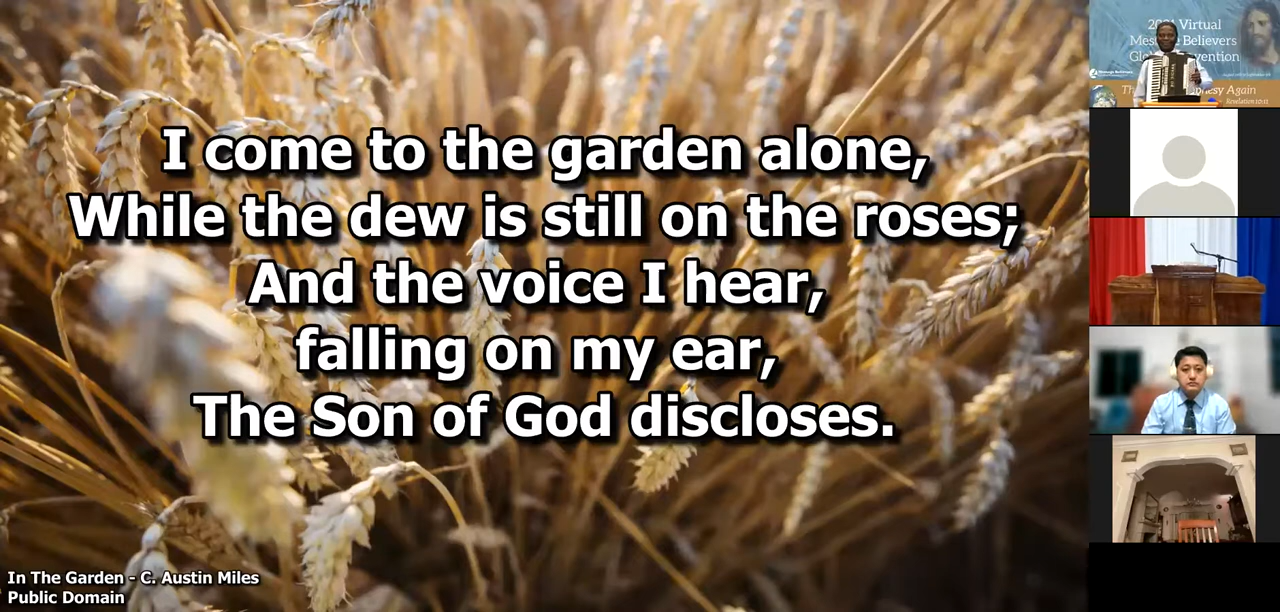 I come to the garden alone,
While the dew is still on the roses;
And the voice I hear,
falling on my ear,
The Son of God discloses.
In The Garden - C. Austin Miles
Public Domain
Virtual
Believers
Again
Revelation 10:11